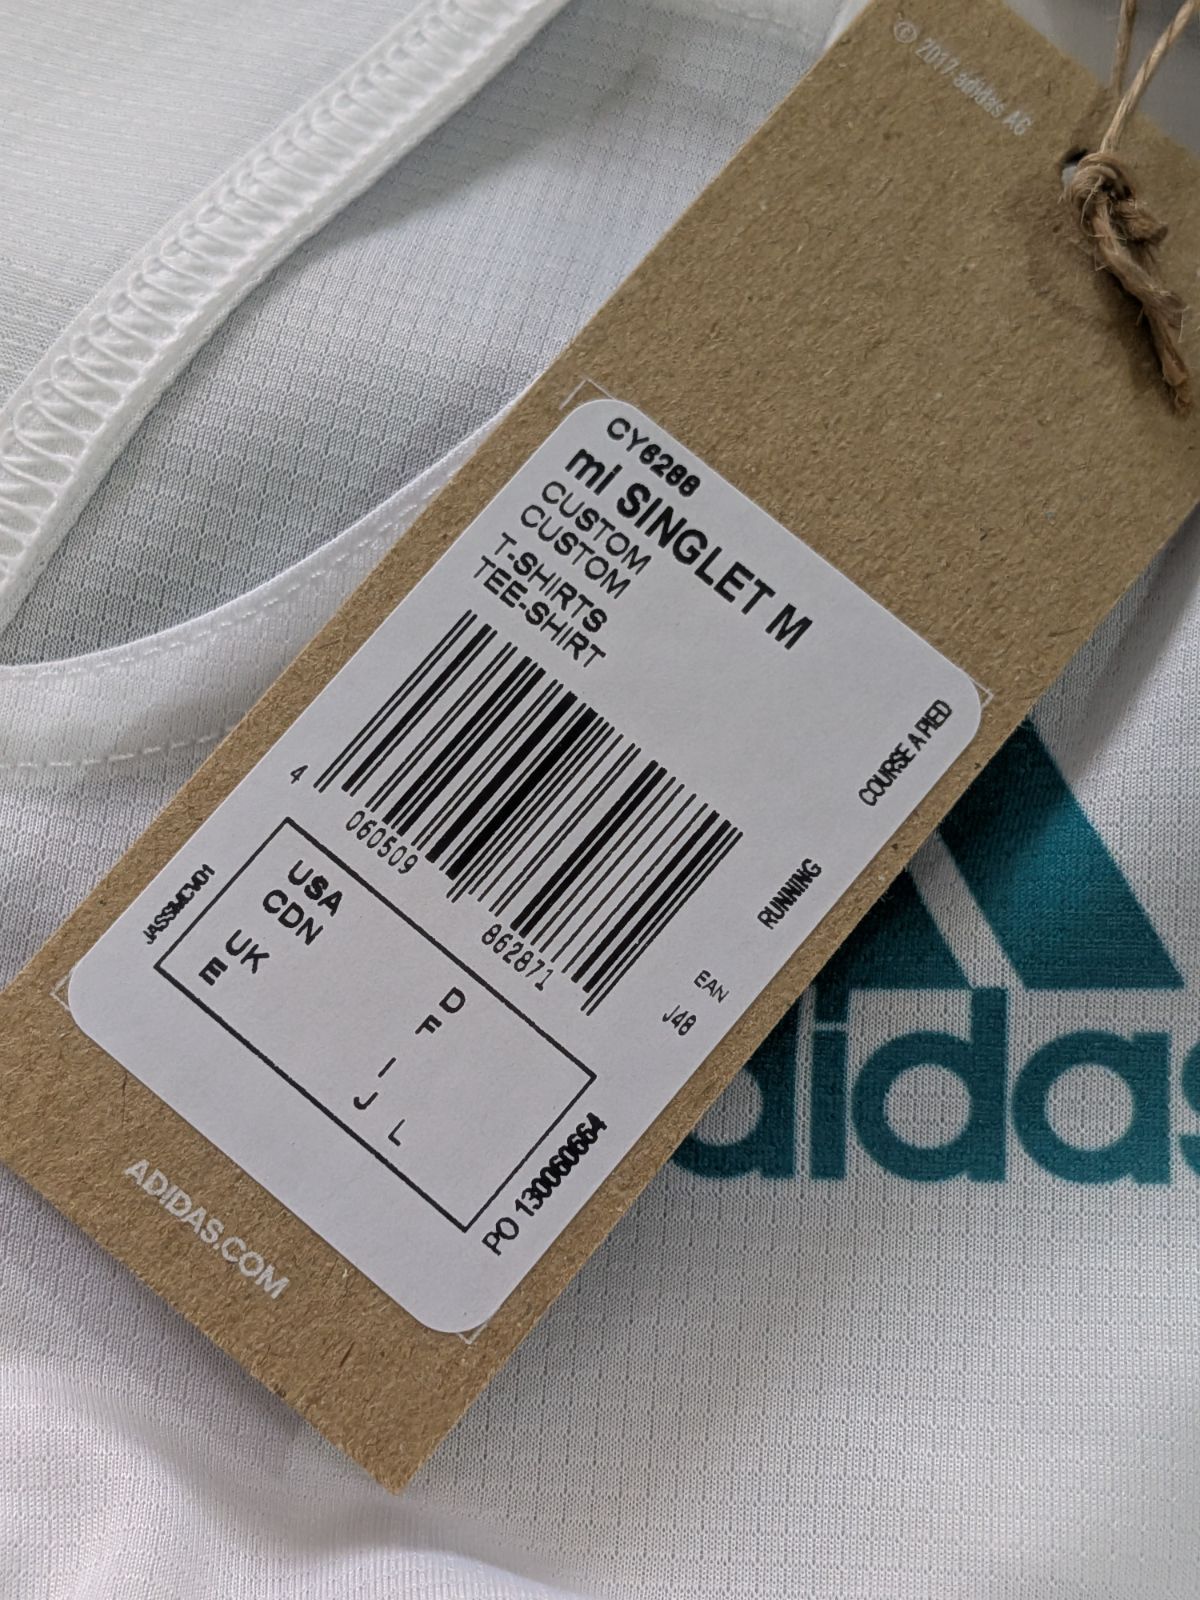 © 2017 adidas AG
CY6288
mi SINGLET M
CUSTOM
CUSTOM
T-SHIRTS
TEE-SHIRT
COURSE A PIED
RUNNING
4 060509 862871
EAN
J48
JASSMCV01
USA
CDN
UK
E
D
F
I
J L
PO 130060664
ADIDAS.COM
adidas